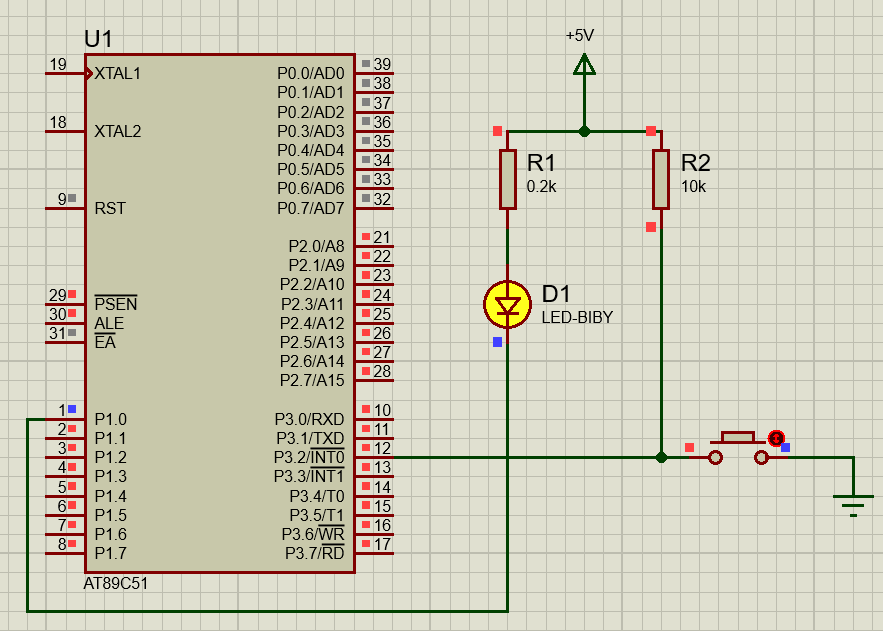 U1
+5V
19 XTAL1
18 XTAL2
9 RST
29 PSEN
30 ALE
31 EA
1 P1.0
2 P1.1
3 P1.2
4 P1.3
5 P1.4
6 P1.5
7 P1.6
8 P1.7
P0.0/AD0 39
P0.1/AD1 38
P0.2/AD2 37
P0.3/AD3 36
P0.4/AD4 35
P0.5/AD5 34
P0.6/AD6 33
P0.7/AD7 32
P2.0/A8 21
P2.1/A9 22
P2.2/A10 23
P2.3/A11 24
P2.4/A12 25
P2.5/A13 26
P2.6/A14 27
P2.7/A15 28
P3.0/RXD 10
P3.1/TXD 11
P3.2/INT0 12
P3.3/INT1 13
P3.4/T0 14
P3.5/T1 15
P3.6/WR 16
P3.7/RD 17
AT89C51
R1
0.2k
R2
10k
D1
LED-BIBY